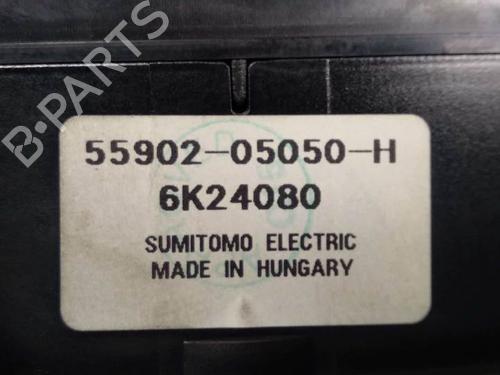 B-PARTS
55902-05050-H
6K24080
SUMITOMO ELECTRIC
MADE IN HUNGARY